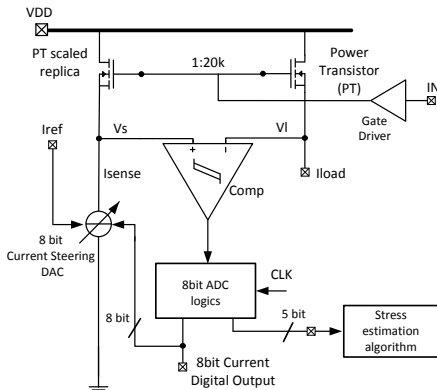 VDD
PT scaled
replica
1:20k
Power
Transistor
(PT)
IN
Gate
Driver
Iref
Vs
Vl
+
-
Isense
Comp
Iload
8 bit
Current Steering
DAC
8bit ADC
logics
CLK
8 bit
5 bit
Stress
estimation
algorithm
8bit Current
Digital Output